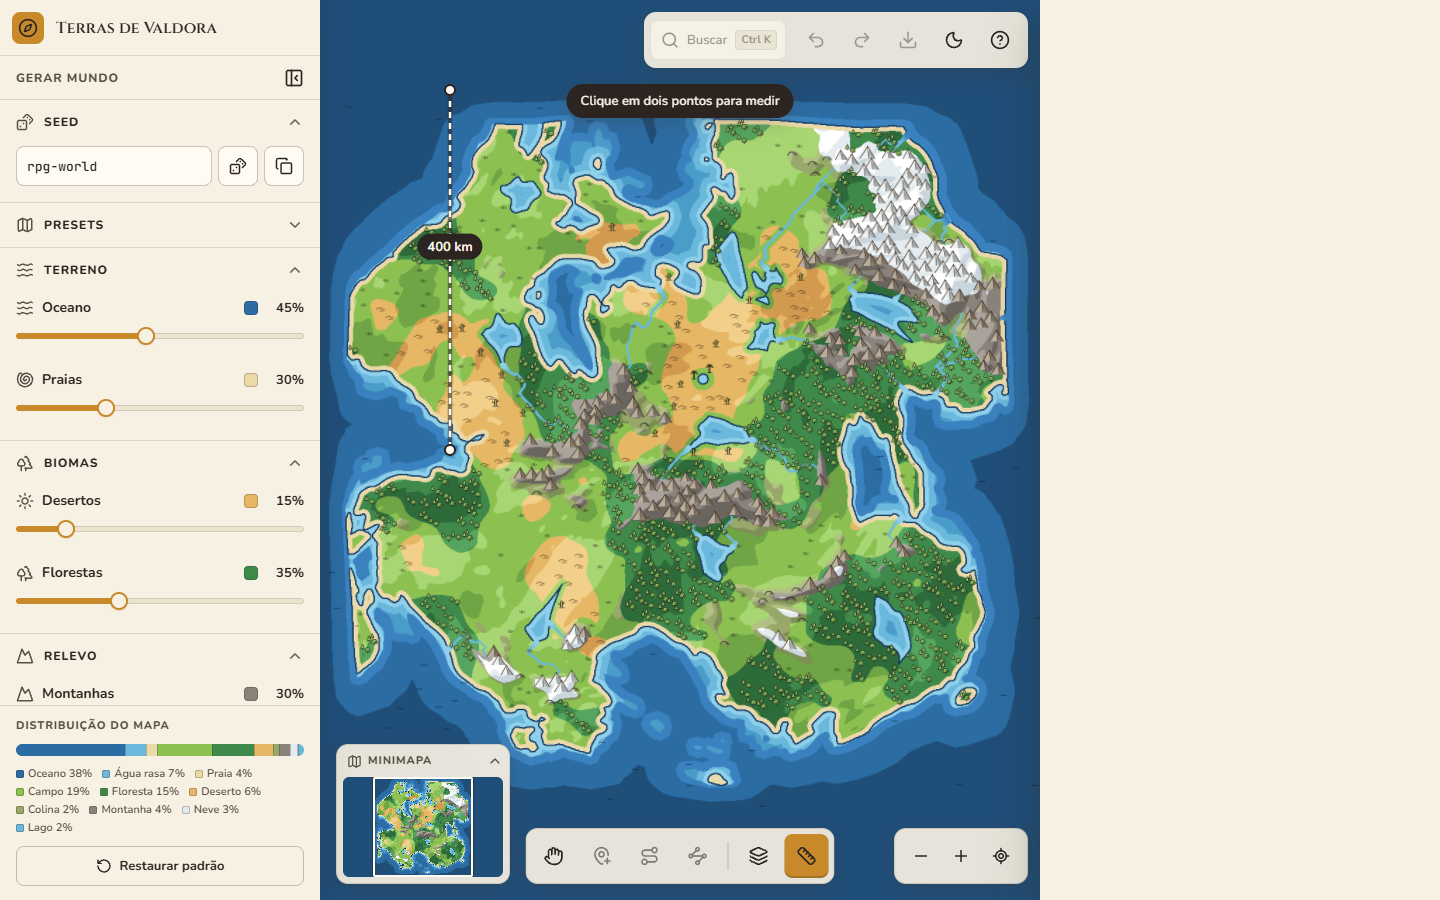 Terras de Valdora
GERAR MUNDO
SEED
rpg-world
PRESETS
TERRENO
Oceano 45%
Praias 30%
BIOMAS
Desertos 15%
Florestas 35%
RELEVO
Montanhas 30%
DISTRIBUIÇÃO DO MAPA
Oceano 38% Água rasa 7% Praia 4%
Campo 19% Floresta 15% Deserto 6%
Colina 2% Montanha 4% Neve 3%
Lago 2%
Restaurar padrão
Buscar Ctrl K
Clique em dois pontos para medir
400 km
MINIMAPA